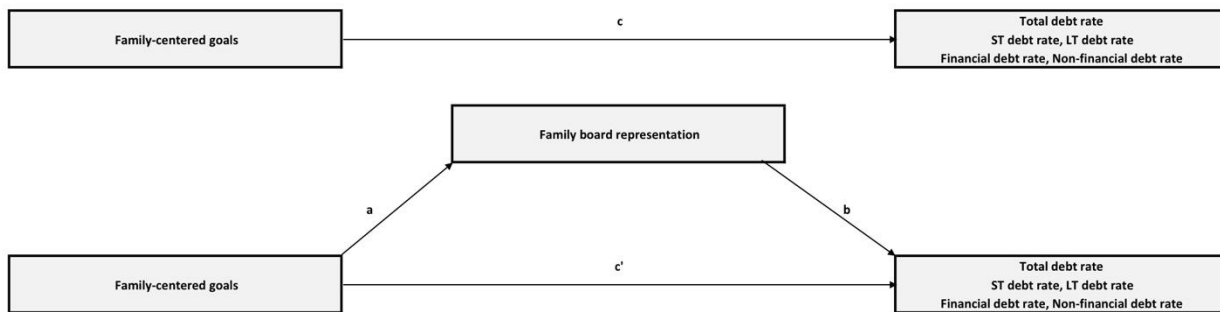 c
Family-centered goals
Total debt rate
ST debt rate, LT debt rate
Financial debt rate, Non-financial debt rate
Family board representation
a
b
Family-centered goals
c'
Total debt rate
ST debt rate, LT debt rate
Financial debt rate, Non-financial debt rate